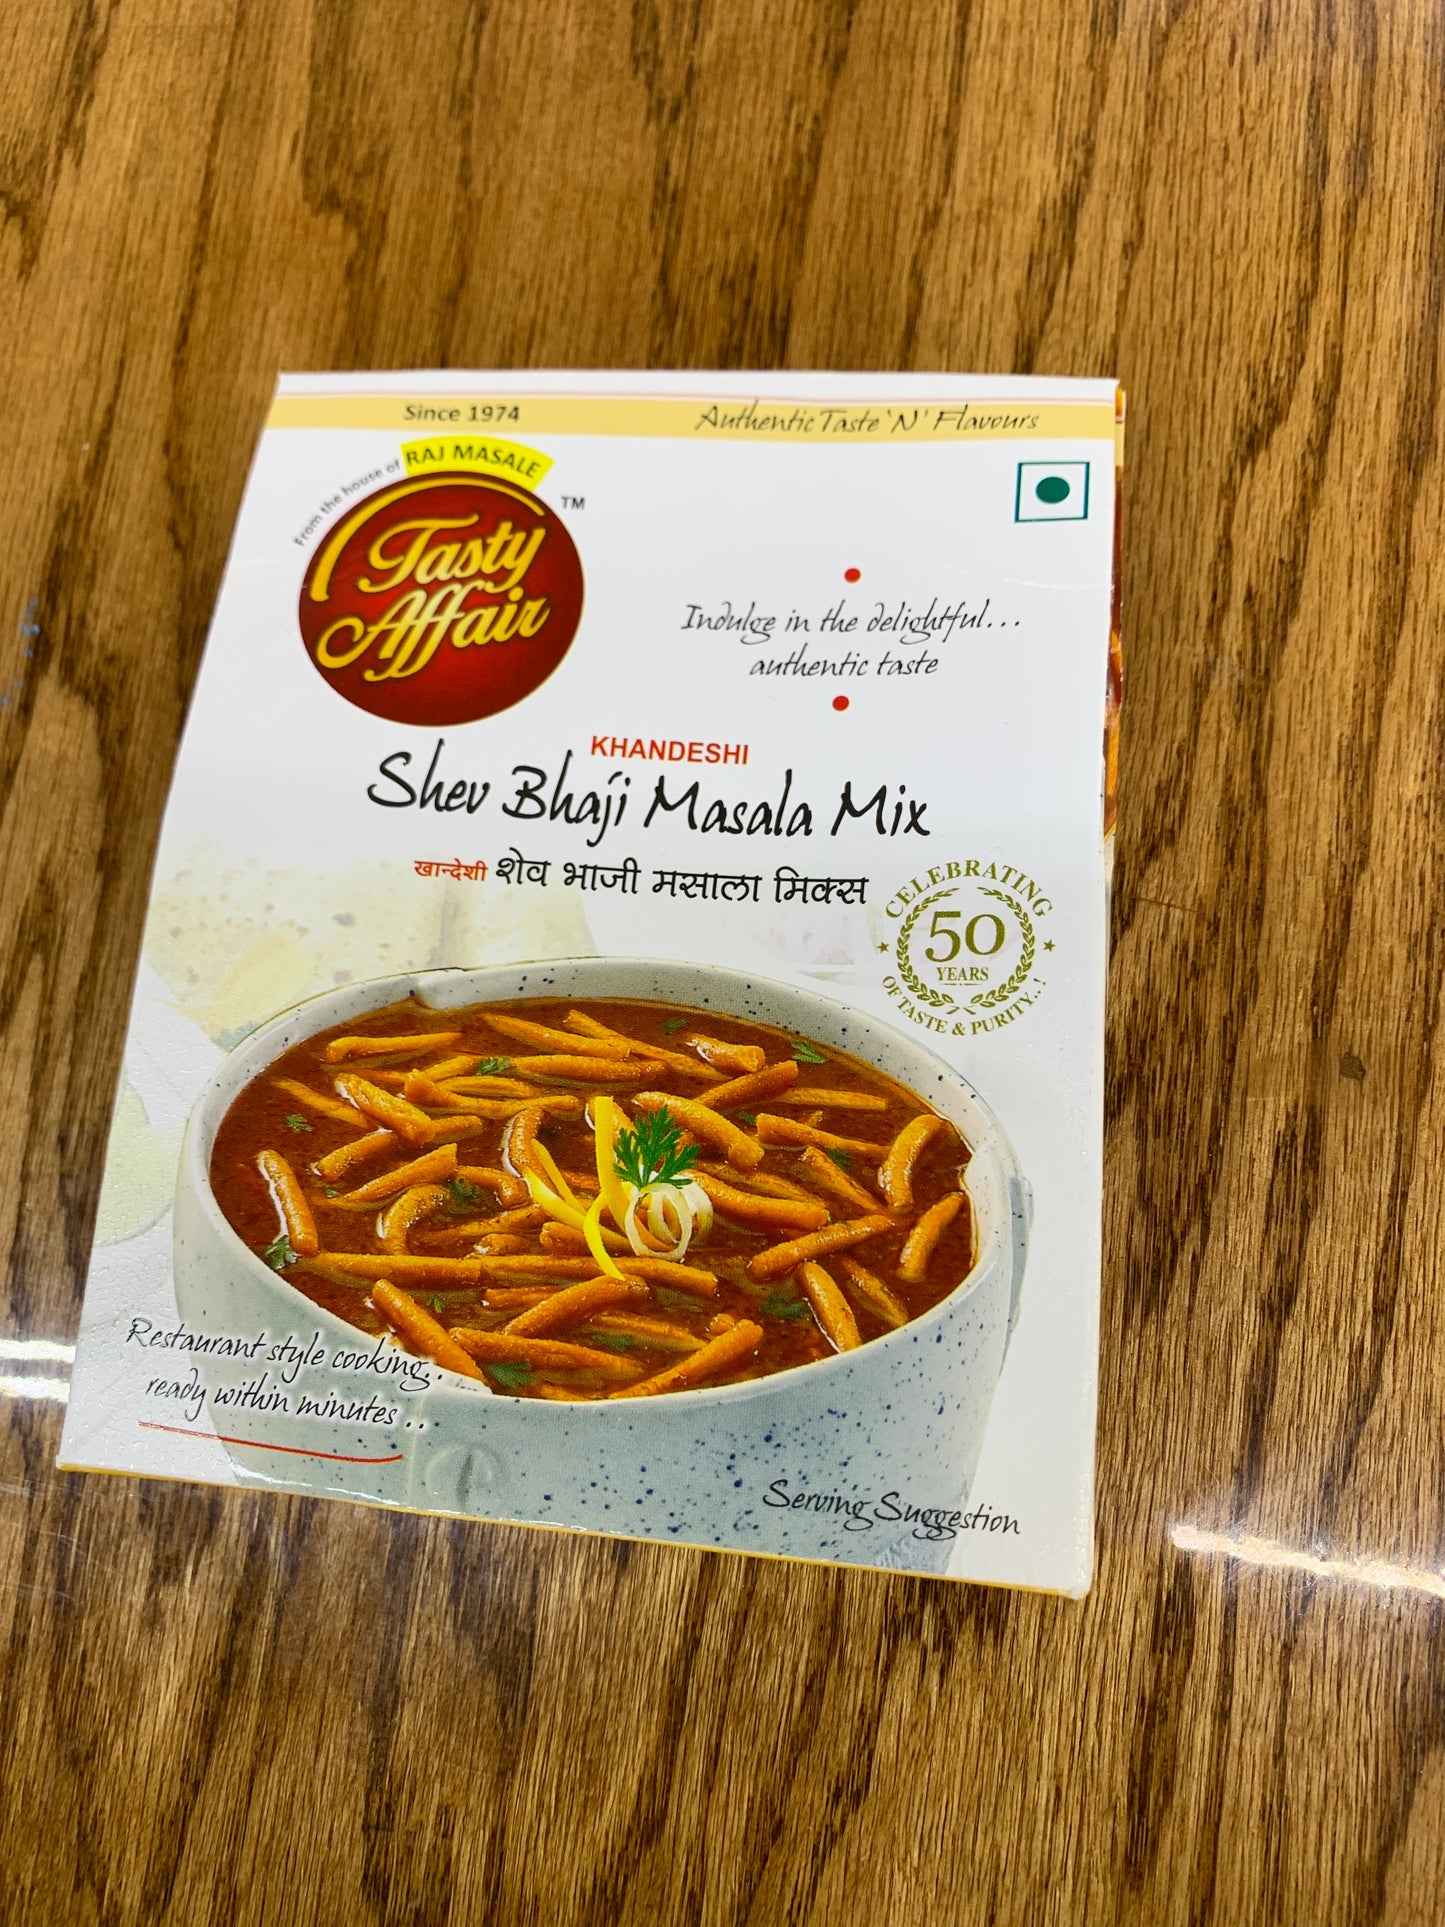 Since 1974
Authentic Taste 'N' Flavours
From the house of RAJ MASALE
Tasty
Affair
TM
Indulge in the delightful...
authentic taste
KHANDESHI
Shev Bhaji Masala Mix
खान्देशी शेव भाजी मसाला मिक्स
CELEBRATING
50
YEARS
OF TASTE & PURITY..!
Restaurant style cooking..
ready within minutes ..
Serving Suggestion